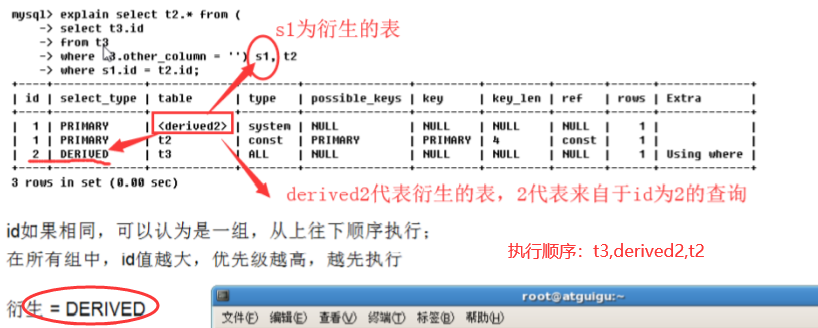 mysql> explain select t2.* from (
-> select t3.id
-> from t3
-> where t3.other_column = '') s1, t2
-> where s1.id = t2.id;
s1为衍生的表
| id | select_type | table | type | possible_keys | key | key_len | ref | rows | Extra |
| 1 | PRIMARY | <derived2> | system | NULL | NULL | NULL | NULL | 1 | |
| 1 | PRIMARY | t2 | const | PRIMARY | PRIMARY | 4 | const | 1 | |
| 2 | DERIVED | t3 | ALL | NULL | NULL | NULL | NULL | 1 | Using where |
3 rows in set (0.00 sec)
derived2代表衍生的表，2代表来自于id为2的查询
id如果相同，可以认为是一组，从上往下顺序执行；
在所有组中，id值越大，优先级越高，越先执行
执行顺序：t3,derived2,t2
衍生 = DERIVED
root@atguigu:~
文件(F) 编辑(E) 查看(V) 终端(T) 标签(B) 帮助(H)